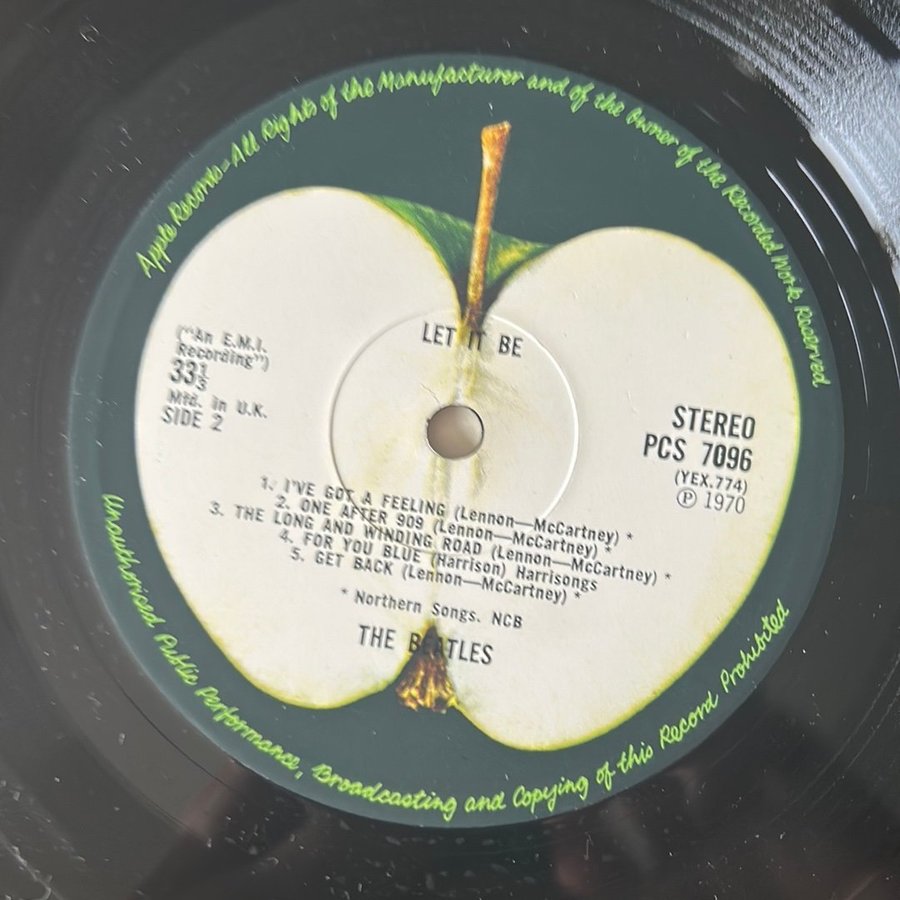 Apple Records-All Rights of the Manufacturer and of the Owner of the Recorded Work Reserved
LET IT BE
("An E.M.I.
Recording")
33⅓
Mfd. in U.K.
SIDE 2
STEREO
PCS 7096
(YEX.774)
Ⓟ 1970
1. I'VE GOT A FEELING (Lennon—McCartney) *
2. ONE AFTER 909 (Lennon—McCartney) *
3. THE LONG AND WINDING ROAD (Lennon—McCartney) *
4. FOR YOU BLUE (Harrison) Harrisongs
5. GET BACK (Lennon—McCartney) *
* Northern Songs. NCB
THE BEATLES
Unauthorised Public Performance, Broadcasting and Copying of this Record Prohibited